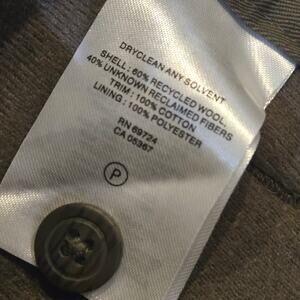 DRYCLEAN ANY SOLVENT
SHELL: 60% RECYCLED WOOL,
40% UNKNOWN RECLAIMED FIBERS
TRIM: 100% COTTON
LINING: 100% POLYESTER
RN 69724
CA 05367
P